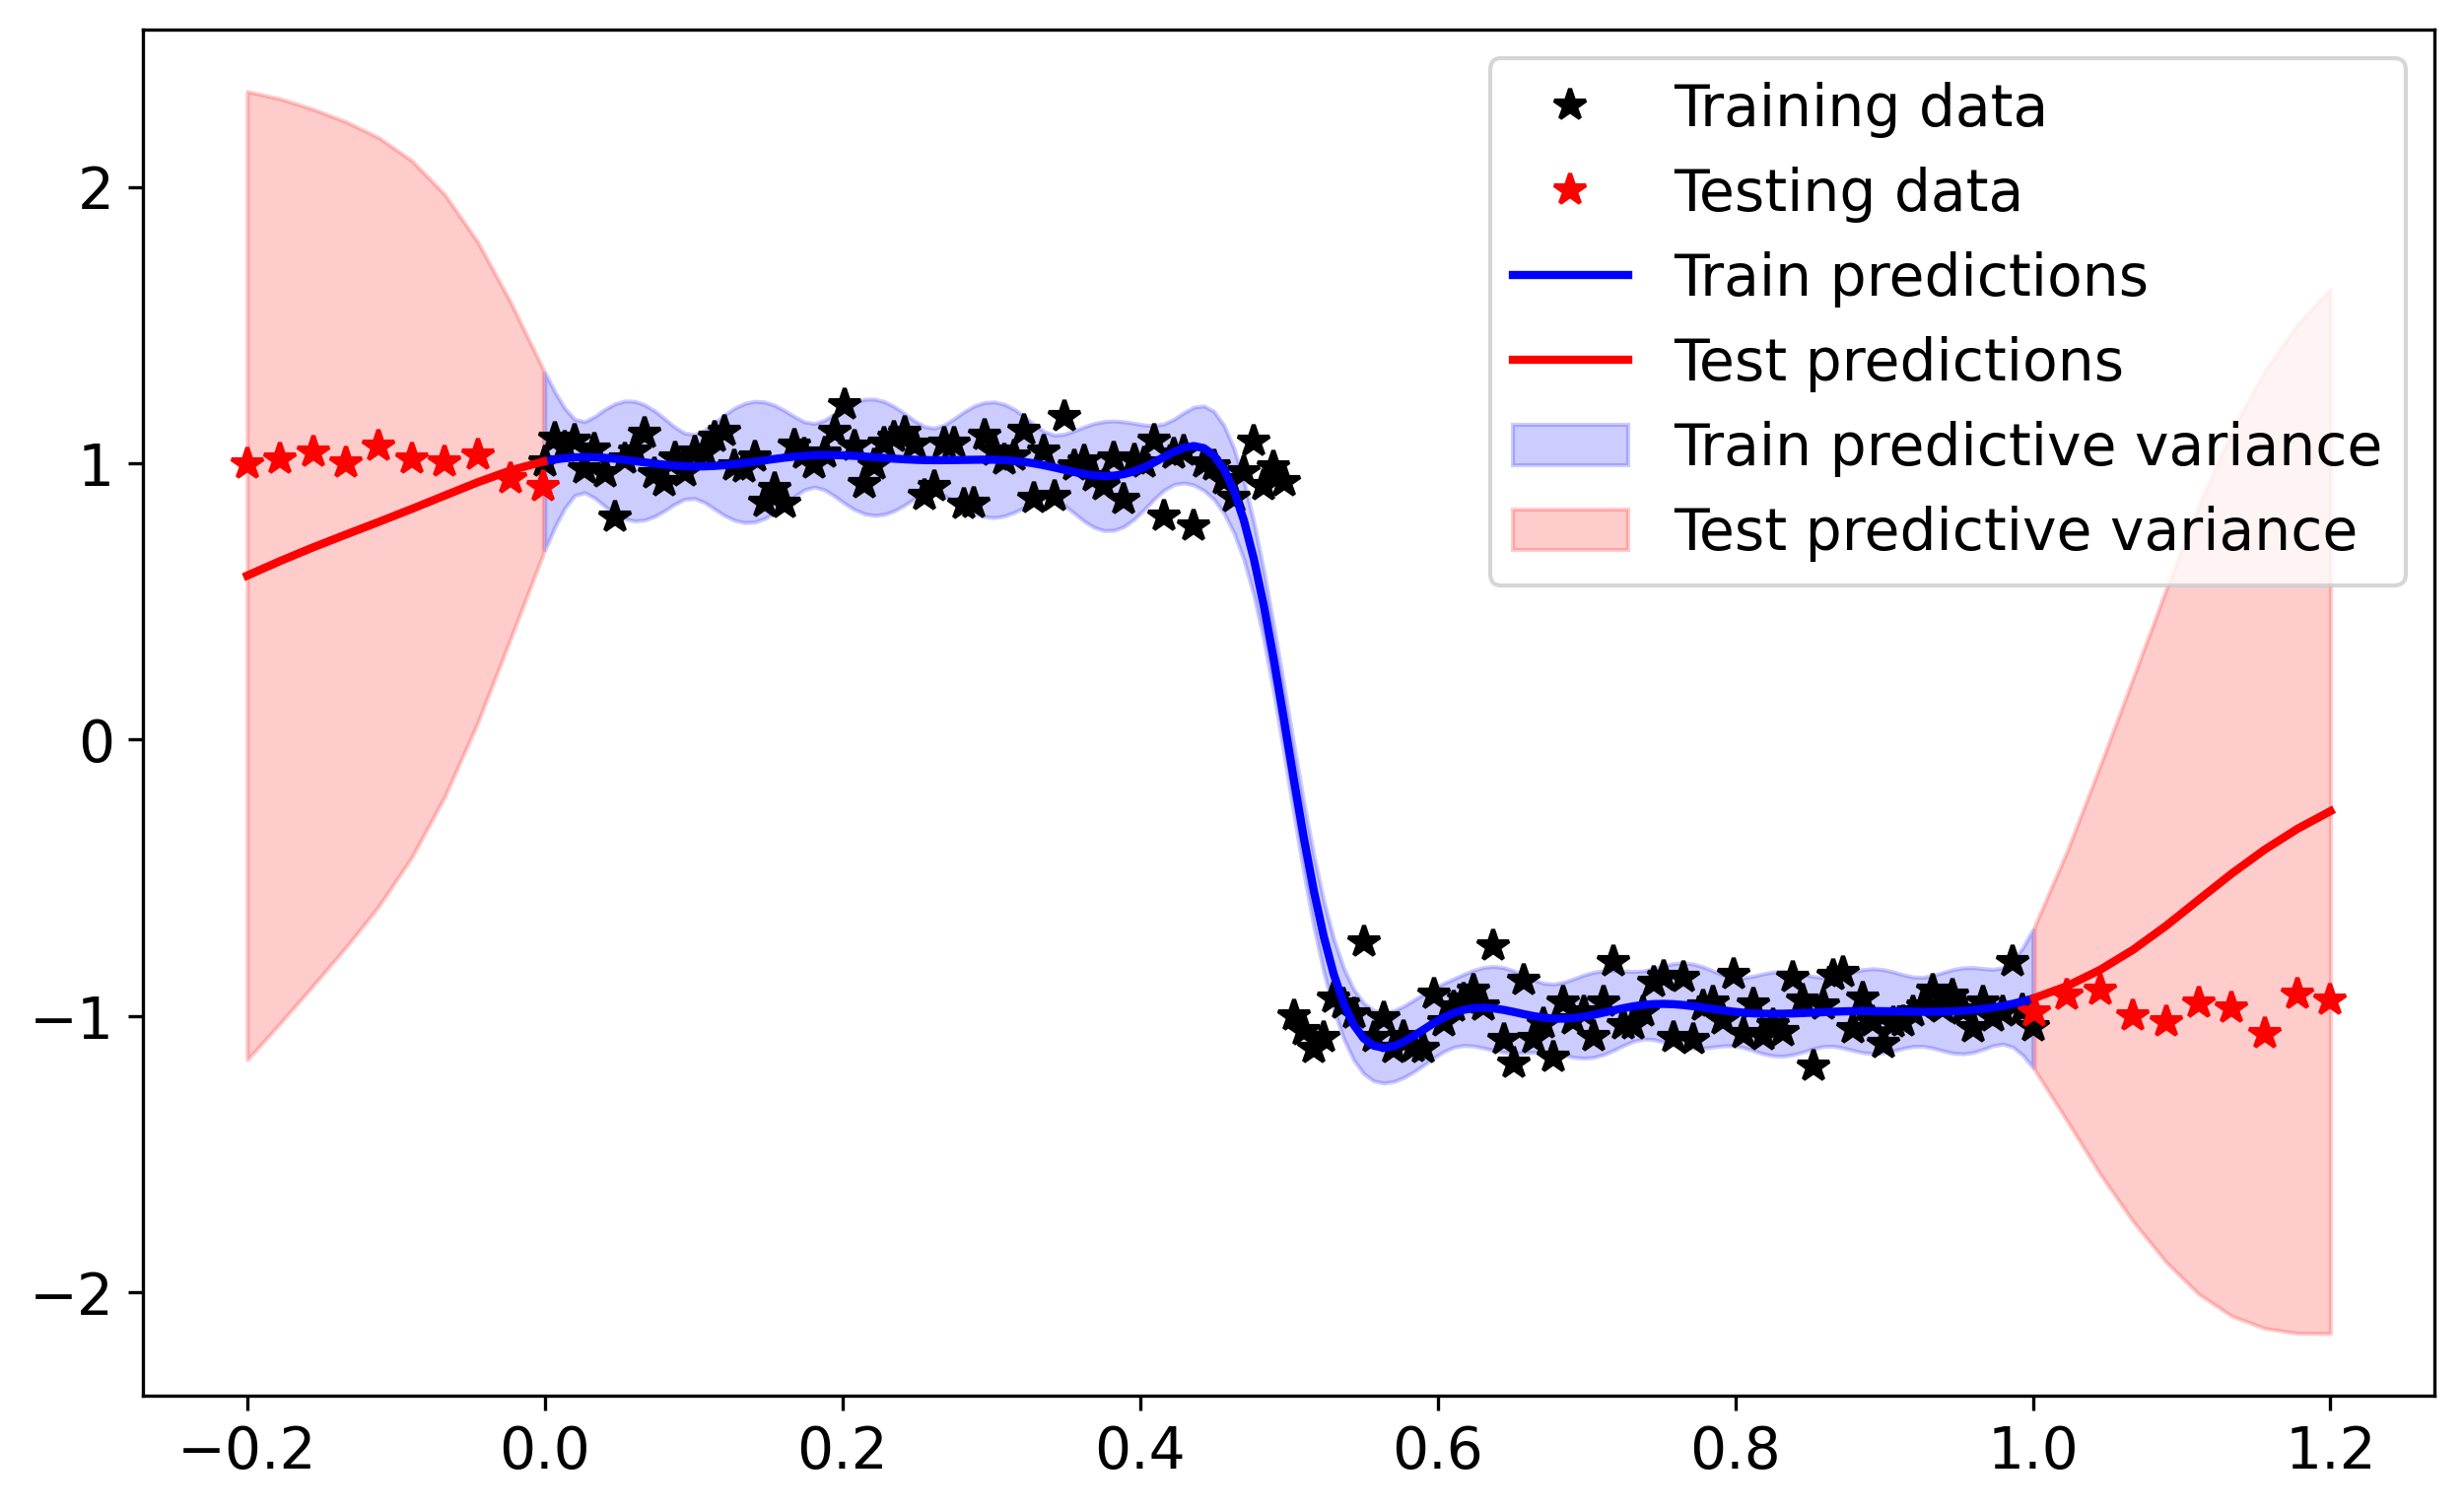 Training data
Testing data
Train predictions
Test predictions
Train predictive variance
Test predictive variance
2
1
0
−1
−2
−0.2 0.0 0.2 0.4 0.6 0.8 1.0 1.2